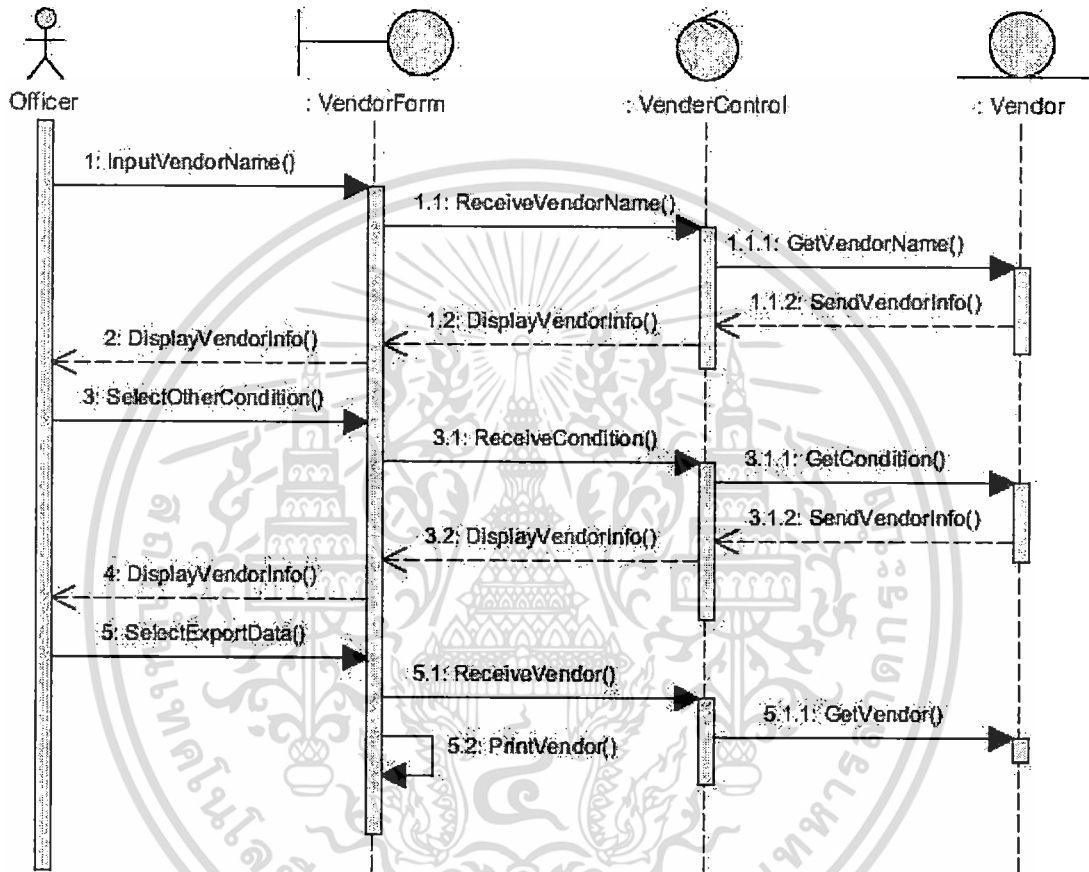 Officer
: VendorForm
: VenderControl
: Vendor
1: InputVendorName()
1.1: ReceiveVendorName()
1.1.1: GetVendorName()
1.1.2: SendVendorInfo()
1.2: DisplayVendorInfo()
2: DisplayVendorInfo()
3: SelectOtherCondition()
3.1: ReceiveCondition()
3.1.1: GetCondition()
3.1.2: SendVendorInfo()
3.2: DisplayVendorInfo()
4: DisplayVendorInfo()
5: SelectExportData()
5.1: ReceiveVendor()
5.1.1: GetVendor()
5.2: PrintVendor()